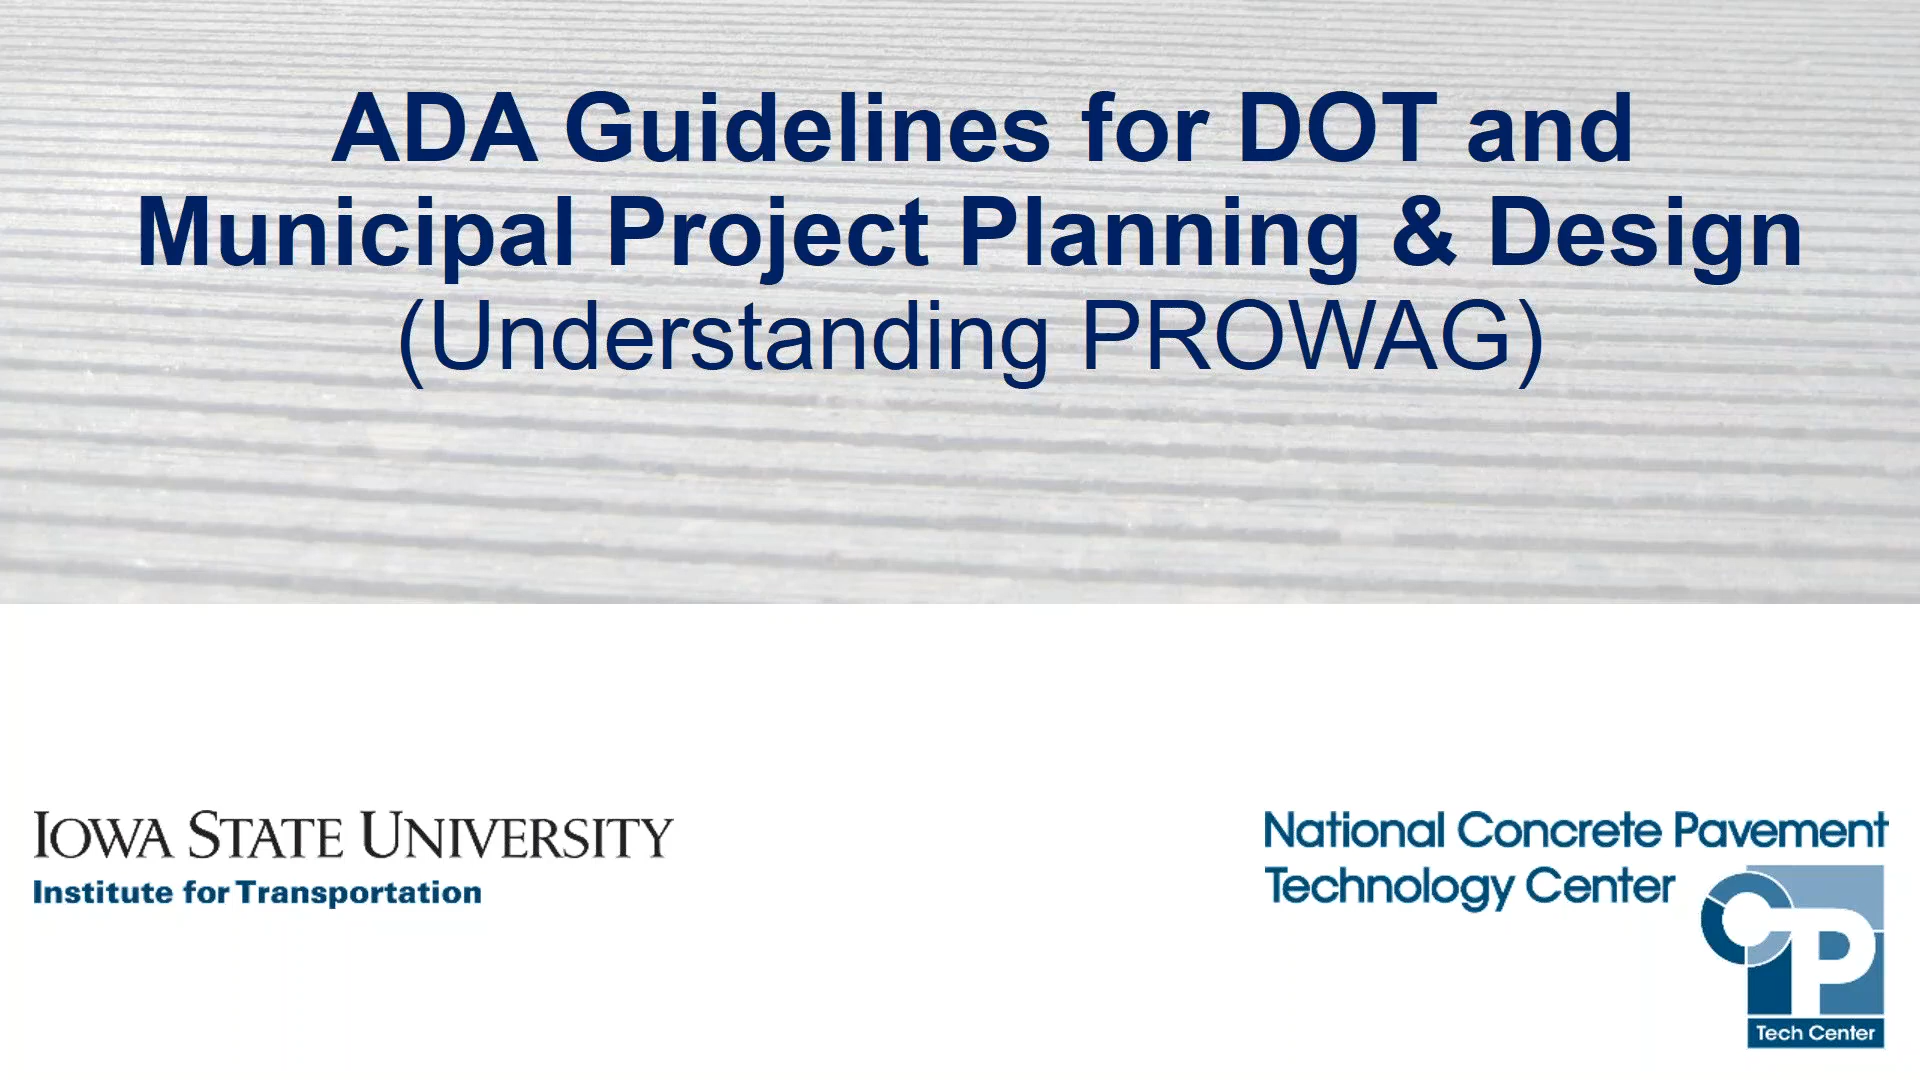 ADA Guidelines for DOT and
Municipal Project Planning & Design
(Understanding PROWAG)
IOWA STATE UNIVERSITY
Institute for Transportation
National Concrete Pavement
Technology Center
CP
Tech Center